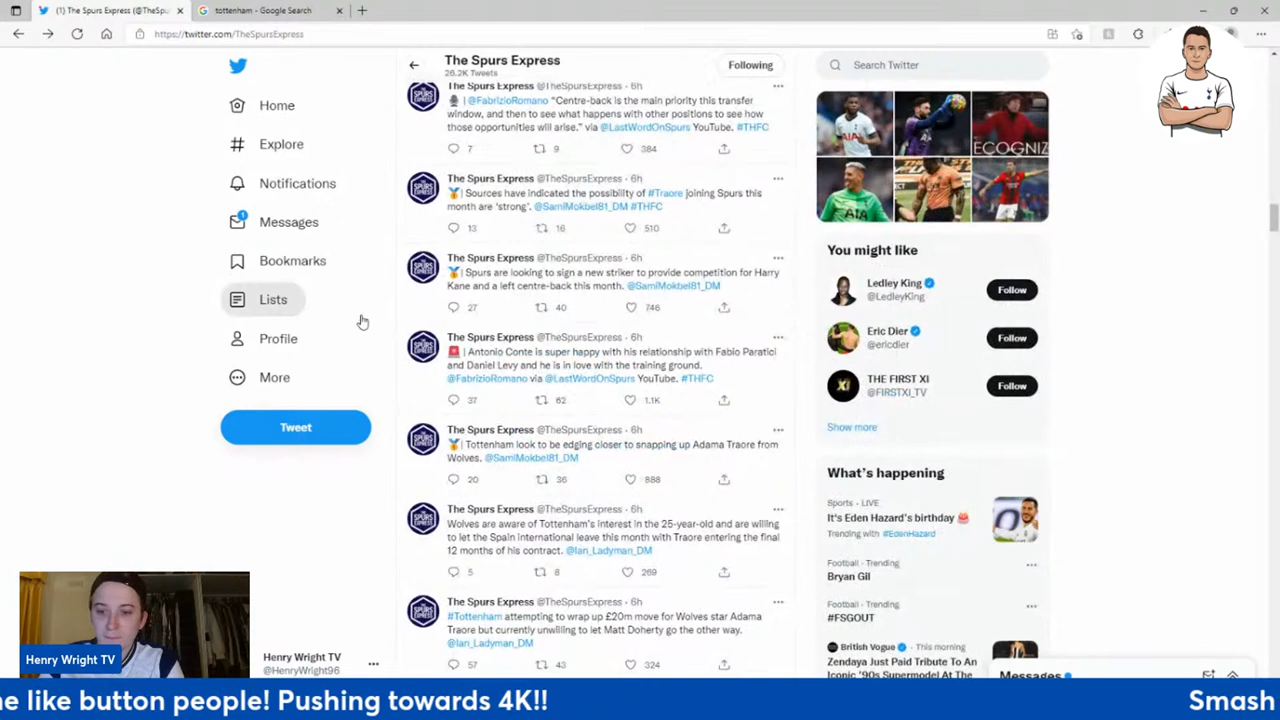 (1) The Spurs Express (@TheSpu
tottenham - Google Search
https://twitter.com/TheSpursExpress
The Spurs Express
26.2K Tweets
Following
Search Twitter
Home
Explore
Notifications
1
Messages
Bookmarks
Lists
Profile
More
Tweet
The Spurs Express @TheSpursExpress · 6h
| @FabrizioRomano "Centre-back is the main priority this transfer
window, and then to see what happens with other positions to see how
those opportunities will arise." via @LastWordOnSpurs YouTube. #THFC
7 9 384
The Spurs Express @TheSpursExpress · 6h
| Sources have indicated the possibility of #Traore joining Spurs this
month are 'strong'. @SamiMokbel81_DM #THFC
13 16 510
The Spurs Express @TheSpursExpress · 6h
| Spurs are looking to sign a new striker to provide competition for Harry
Kane and a left centre-back this month. @SamiMokbel81_DM
27 40 746
The Spurs Express @TheSpursExpress · 6h
| Antonio Conte is super happy with his relationship with Fabio Paratici
and Daniel Levy and he is in love with the training ground.
@FabrizioRomano via @LastWordOnSpurs YouTube. #THFC
37 62 1.1K
The Spurs Express @TheSpursExpress · 6h
| Tottenham look to be edging closer to snapping up Adama Traore from
Wolves. @SamiMokbel81_DM
20 36 888
The Spurs Express @TheSpursExpress · 6h
Wolves are aware of Tottenham's interest in the 25-year-old and are willing
to let the Spain international leave this month with Traore entering the final
12 months of his contract. @Ian_Ladyman_DM
5 8 269
The Spurs Express @TheSpursExpress · 6h
#Tottenham attempting to wrap up £20m move for Wolves star Adama
Traore but currently unwilling to let Matt Doherty go the other way.
@Ian_Ladyman_DM
57 43 324
ECOGNIZ
AIA
AIA
You might like
Ledley King
@LedleyKing
Follow
Eric Dier
@ericdier
Follow
XI
THE FIRST XI
@FIRSTXI_TV
Follow
Show more
What's happening
Sports · LIVE
It's Eden Hazard's birthday
Trending with #EdenHazard
Football · Trending
Bryan Gil
Football · Trending
#FSGOUT
British Vogue · This morning
Zendaya Just Paid Tribute To An
Iconic '90s Supermodel At The
Messages
Henry Wright TV
Henry Wright TV
@HenryWright96
he like button people! Pushing towards 4K!!
Smash